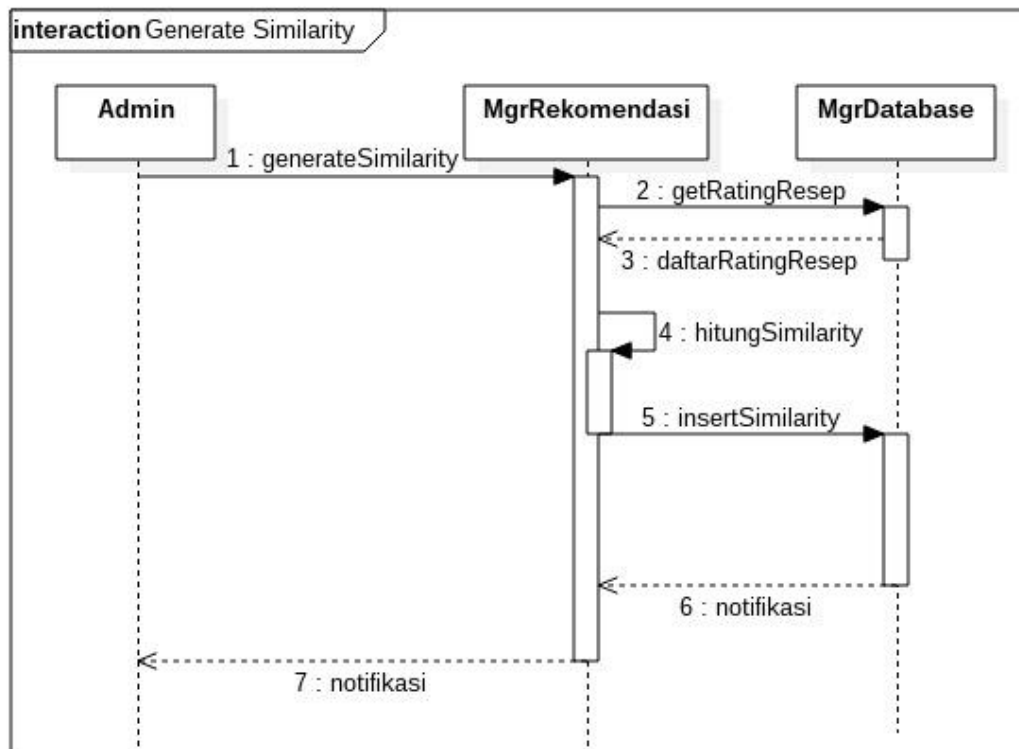 interaction Generate Similarity
Admin
MgrRekomendasi
MgrDatabase
1 : generateSimilarity
2 : getRatingResep
3 : daftarRatingResep
4 : hitungSimilarity
5 : insertSimilarity
6 : notifikasi
7 : notifikasi